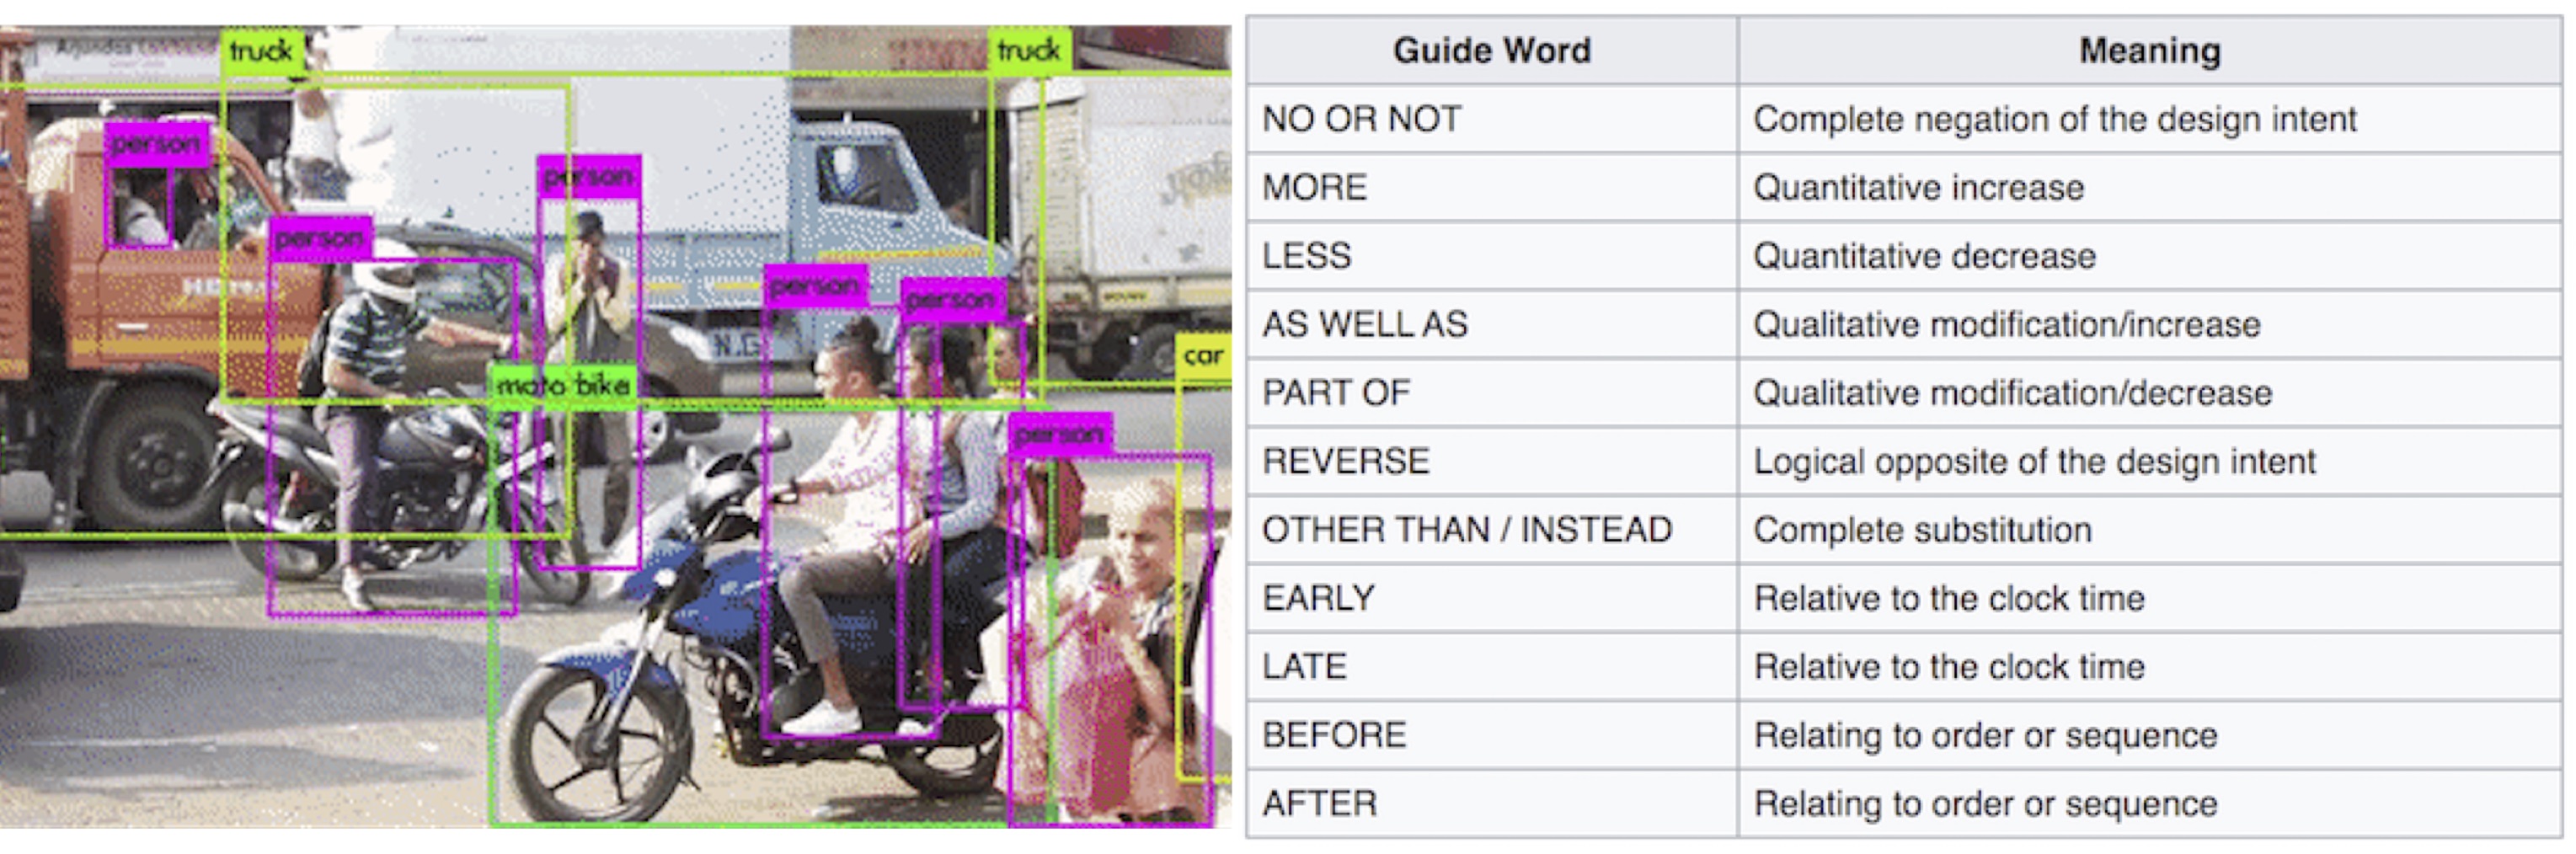 truck
truck
person
person
person
person
person
moto bike
car
person
N.G
Guide Word Meaning
NO OR NOT Complete negation of the design intent
MORE Quantitative increase
LESS Quantitative decrease
AS WELL AS Qualitative modification/increase
PART OF Qualitative modification/decrease
REVERSE Logical opposite of the design intent
OTHER THAN / INSTEAD Complete substitution
EARLY Relative to the clock time
LATE Relative to the clock time
BEFORE Relating to order or sequence
AFTER Relating to order or sequence